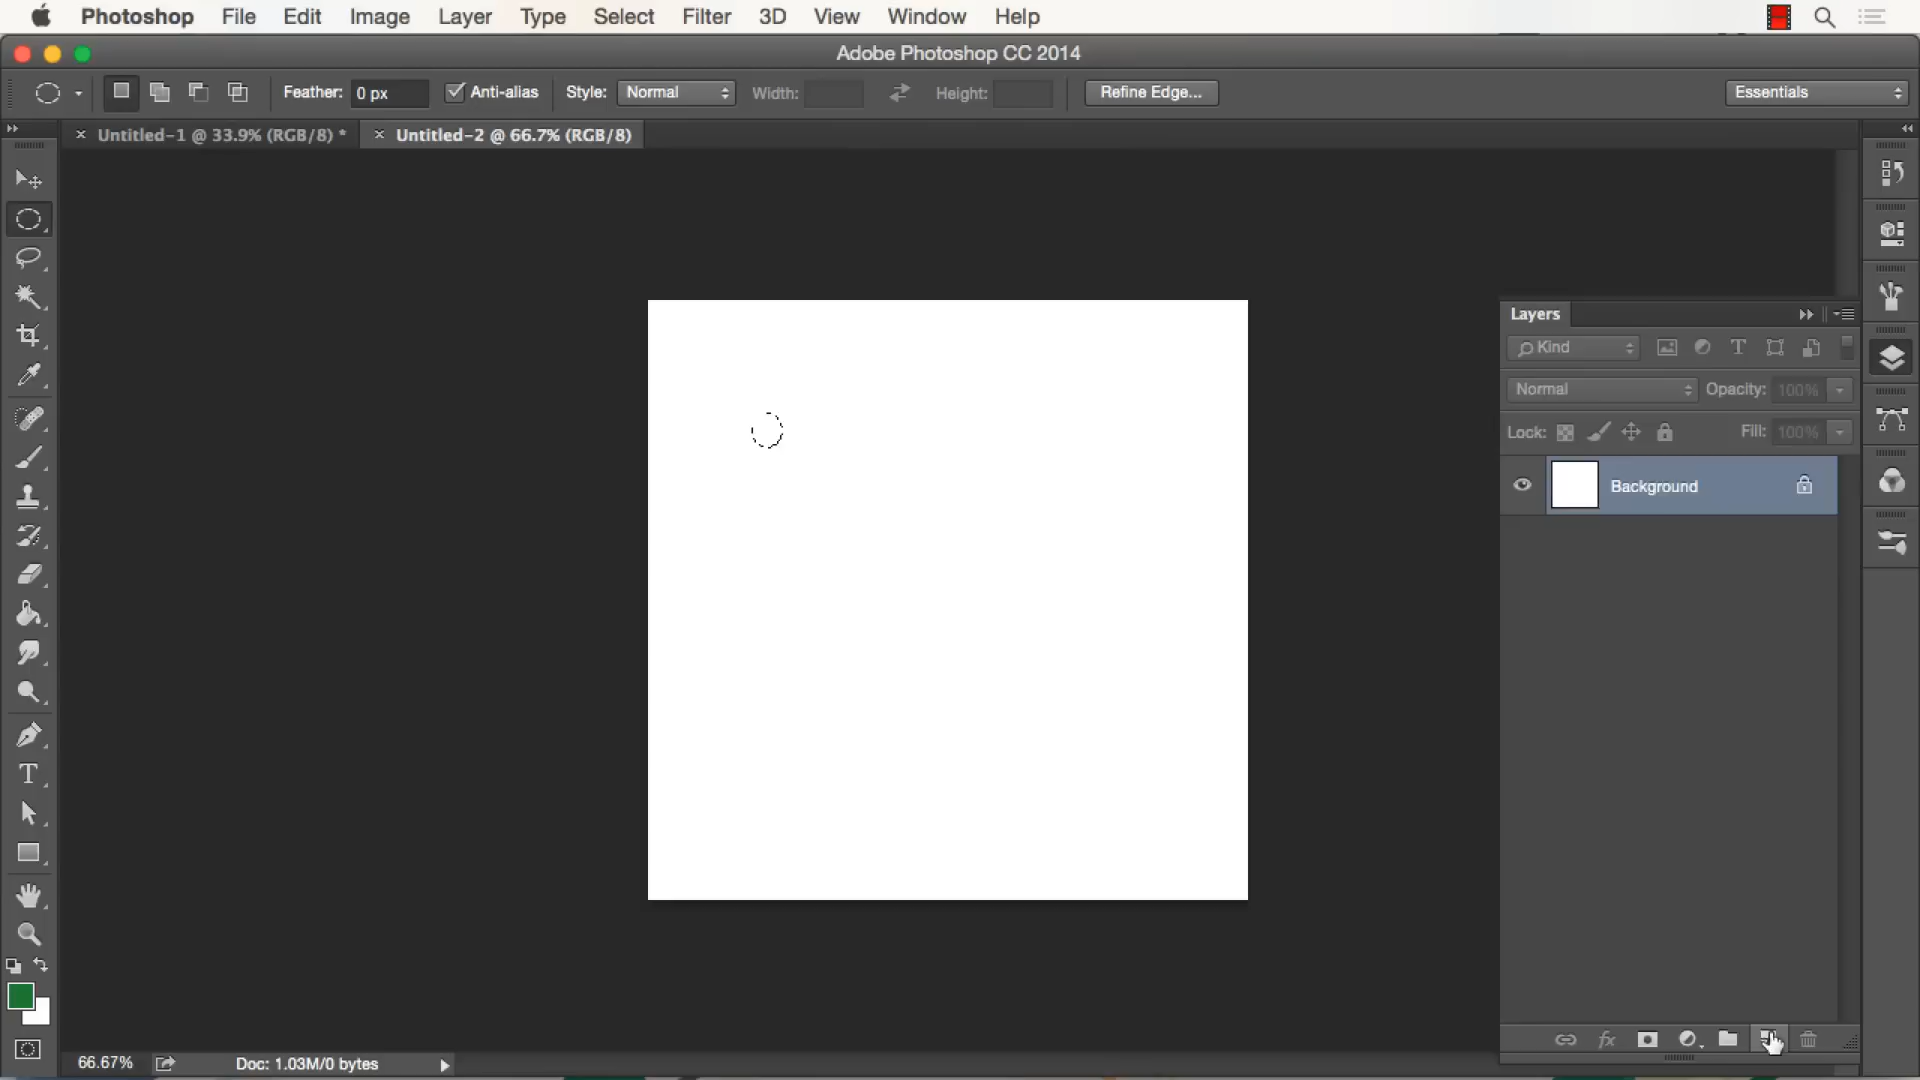 Photoshop File Edit Image Layer Type Select Filter 3D View Window Help
Adobe Photoshop CC 2014
Feather: 0 px Anti-alias Style: Normal Width: Height: Refine Edge... Essentials
Untitled-1 @ 33.9% (RGB/8) * Untitled-2 @ 66.7% (RGB/8)
Layers
Kind
Normal Opacity: 100%
Lock: Fill: 100%
Background
fx
66.67% Doc: 1.03M/0 bytes